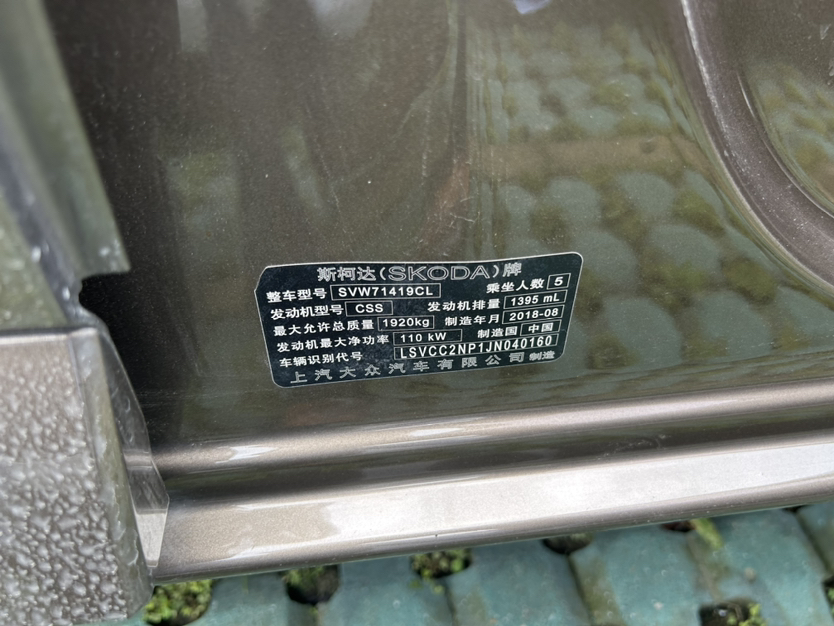 斯柯达(SKODA)牌
整车型号 SVW71419CL 乘坐人数 5
发动机型号 CSS 发动机排量 1395 mL
最大允许总质量 1920kg 制造年月 2018-08
发动机最大净功率 110 kW 制造国 中国
车辆识别代号 LSVCC2NP1JN040160
上汽大众汽车有限公司 制造